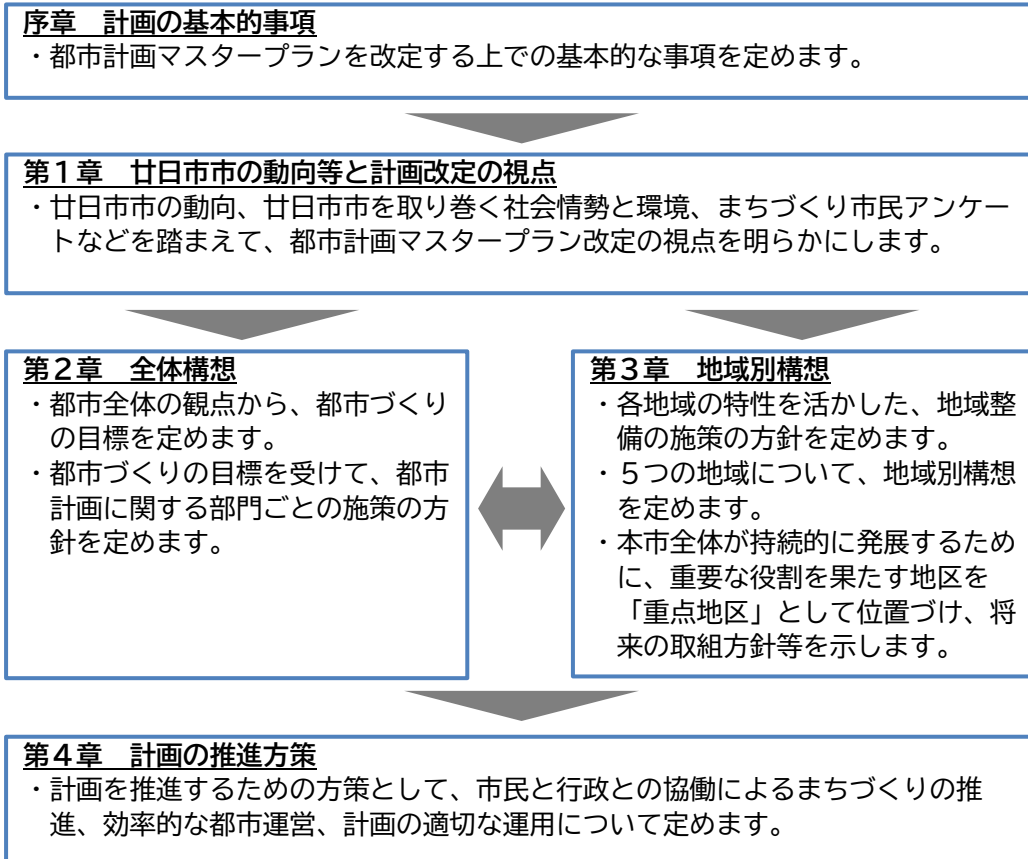 序章　計画の基本的事項
・都市計画マスタープランを改定する上での基本的な事項を定めます。
第１章　廿日市市の動向等と計画改定の視点
・廿日市市の動向、廿日市市を取り巻く社会情勢と環境、まちづくり市民アンケー
トなどを踏まえて、都市計画マスタープラン改定の視点を明らかにします。
第２章　全体構想
・都市全体の観点から、都市づくり
の目標を定めます。
・都市づくりの目標を受けて、都市
計画に関する部門ごとの施策の方
針を定めます。
第３章　地域別構想
・各地域の特性を活かした、地域整
備の施策の方針を定めます。
・５つの地域について、地域別構想
を定めます。
・本市全体が持続的に発展するため
に、重要な役割を果たす地区を
「重点地区」として位置づけ、将
来の取組方針等を示します。
第４章　計画の推進方策
・計画を推進するための方策として、市民と行政との協働によるまちづくりの推
進、効率的な都市運営、計画の適切な運用について定めます。